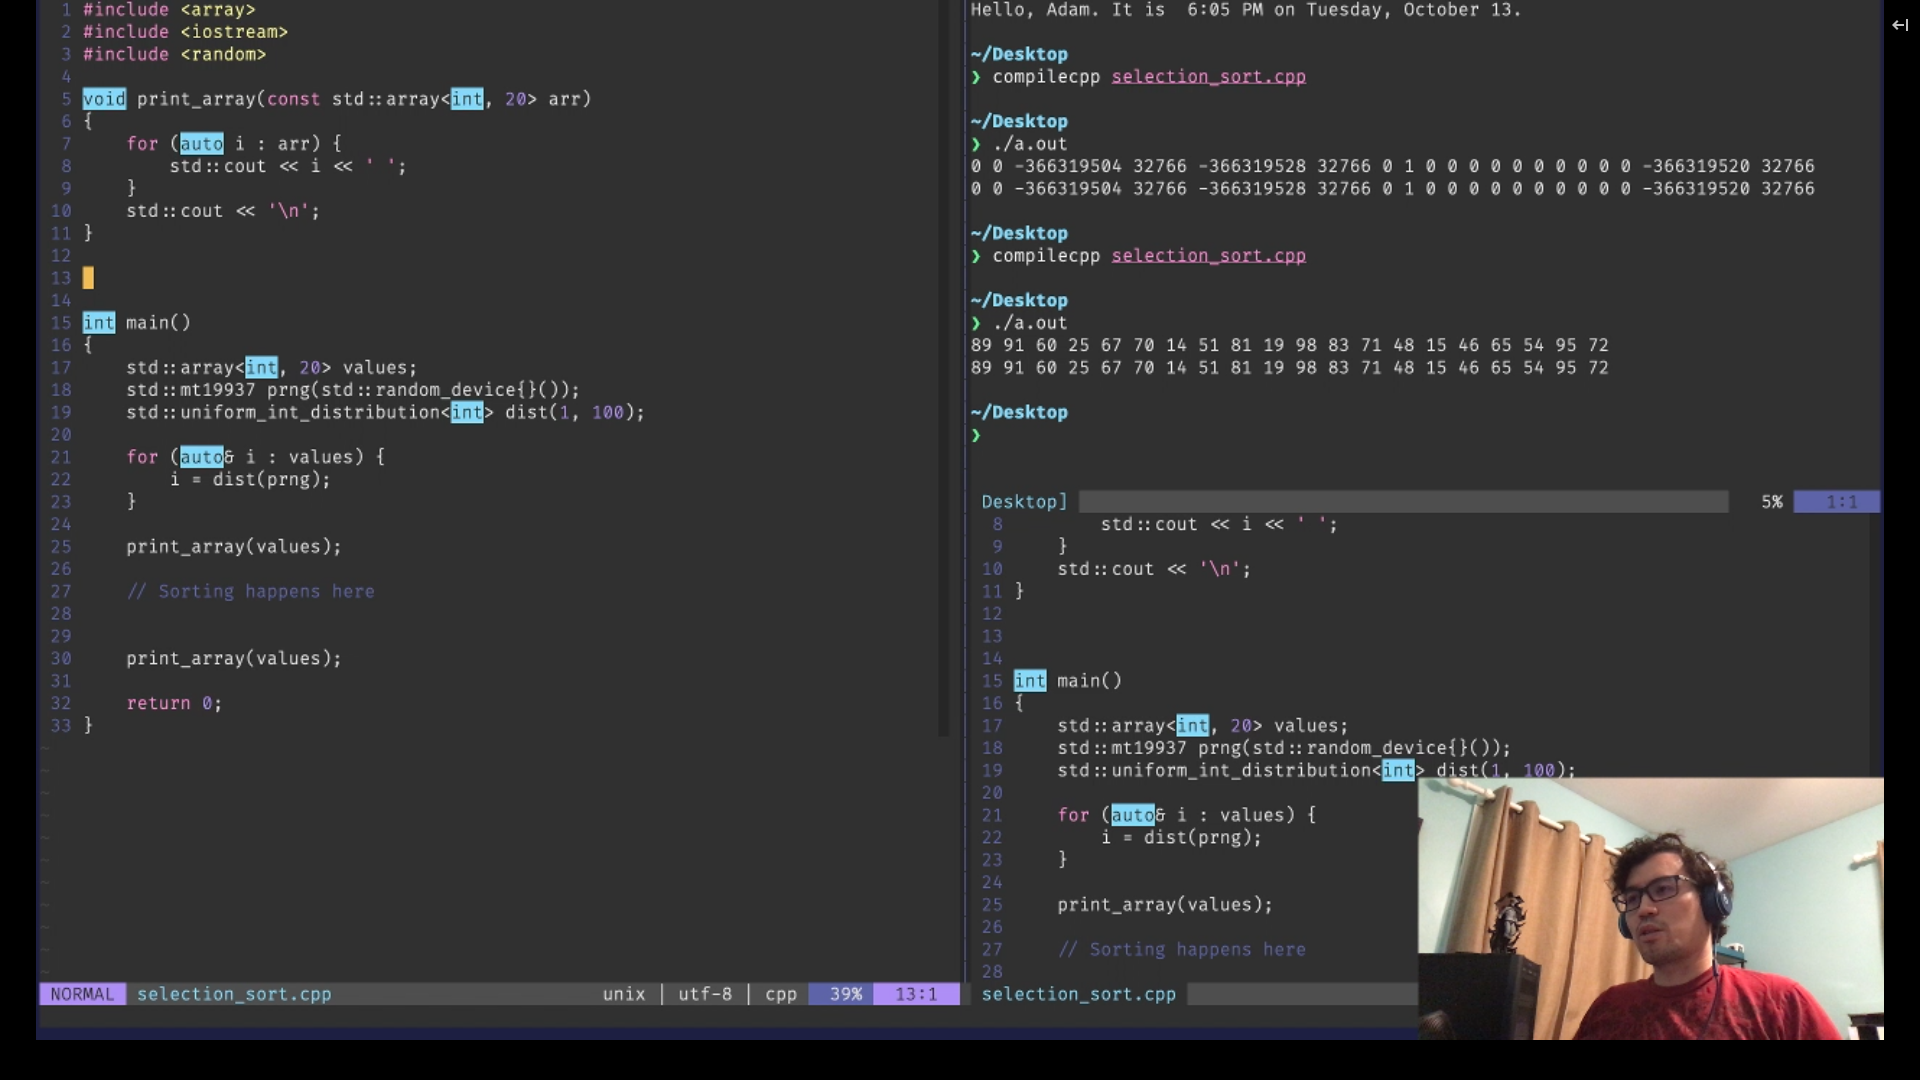 1 #include <array>
2 #include <iostream>
3 #include <random>
4
5 void print_array(const std::array<int, 20> arr)
6 {
7     for (auto i : arr) {
8         std::cout << i << ' ';
9     }
10     std::cout << '\n';
11 }
12
13
14
15 int main()
16 {
17     std::array<int, 20> values;
18     std::mt19937 prng(std::random_device{}());
19     std::uniform_int_distribution<int> dist(1, 100);
20
21     for (auto& i : values) {
22         i = dist(prng);
23     }
24
25     print_array(values);
26
27     // Sorting happens here
28
29
30     print_array(values);
31
32     return 0;
33 }
~
~
~
~
~
~
~
~
~
~
~
NORMAL selection_sort.cpp unix | utf-8 | cpp 39% 13:1
Hello, Adam. It is  6:05 PM on Tuesday, October 13.
~/Desktop
❯ compilecpp selection_sort.cpp
~/Desktop
❯ ./a.out
0 0 -366319504 32766 -366319528 32766 0 1 0 0 0 0 0 0 0 0 0 0 -366319520 32766
0 0 -366319504 32766 -366319528 32766 0 1 0 0 0 0 0 0 0 0 0 0 -366319520 32766
~/Desktop
❯ compilecpp selection_sort.cpp
~/Desktop
❯ ./a.out
89 91 60 25 67 70 14 51 81 19 98 83 71 48 15 46 65 54 95 72
89 91 60 25 67 70 14 51 81 19 98 83 71 48 15 46 65 54 95 72
~/Desktop
❯
Desktop] 5% 1:1
8         std::cout << i << ' ';
9     }
10     std::cout << '\n';
11 }
12
13
14
15 int main()
16 {
17     std::array<int, 20> values;
18     std::mt19937 prng(std::random_device{}());
19     std::uniform_int_distribution<int> dist(1, 100);
20
21     for (auto& i : values) {
22         i = dist(prng);
23     }
24
25     print_array(values);
26
27     // Sorting happens here
28
selection_sort.cpp